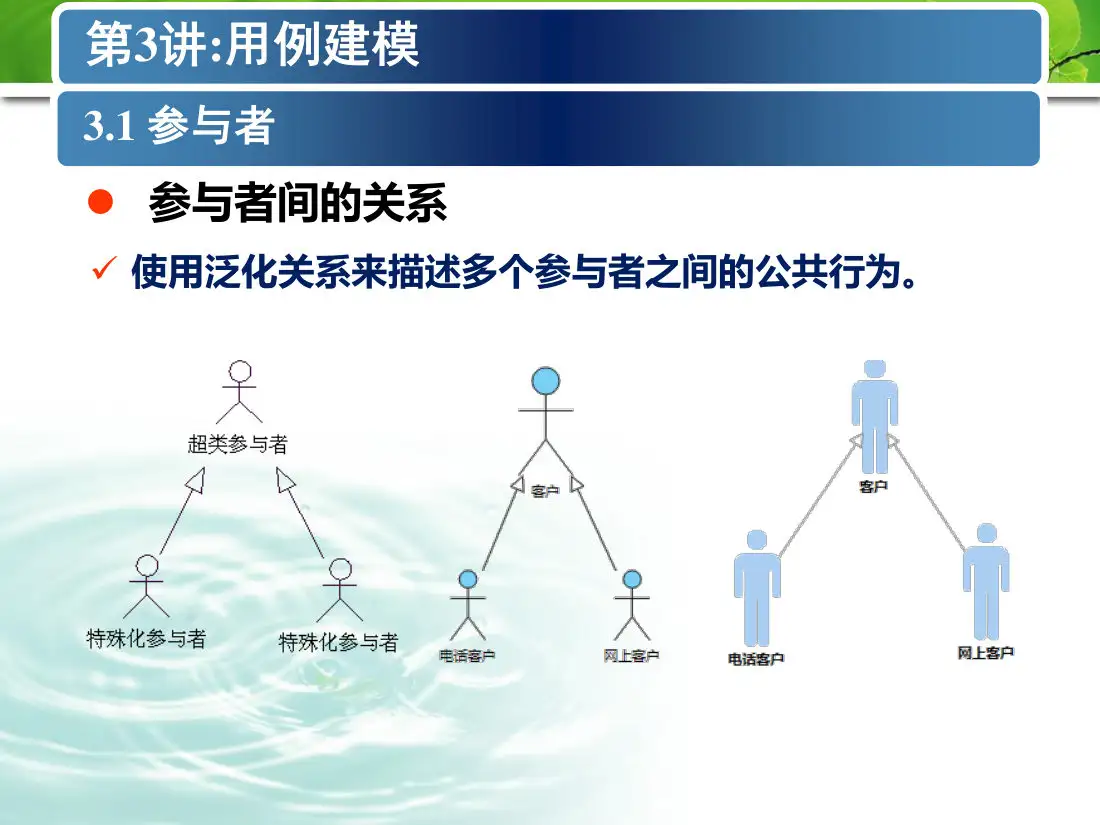 第3讲:用例建模
3.1 参与者
参与者间的关系
使用泛化关系来描述多个参与者之间的公共行为。
超类参与者
特殊化参与者
特殊化参与者
客户
电话客户
网上客户
客户
电话客户
网上客户